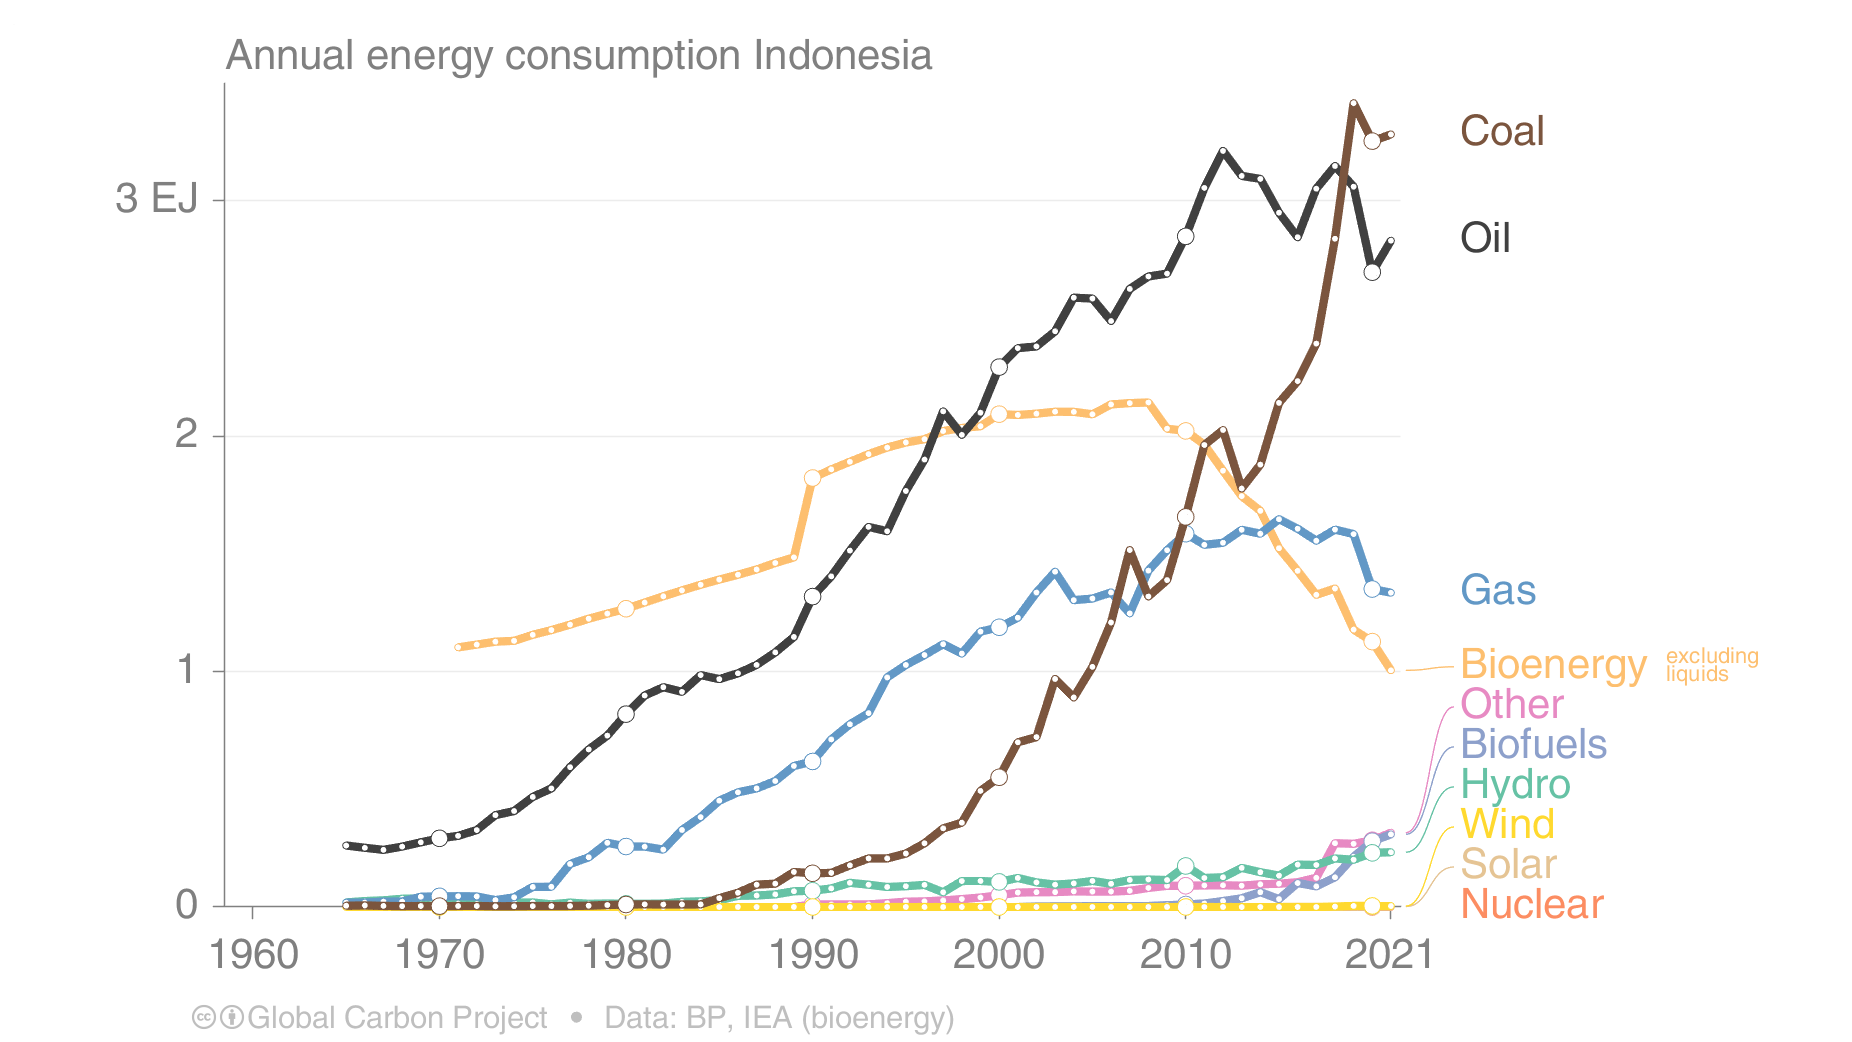 Annual energy consumption Indonesia
3 EJ
2
1
0
1960 1970 1980 1990 2000 2010 2021
Coal
Oil
Gas
Bioenergy excluding
liquids
Other
Biofuels
Hydro
Wind
Solar
Nuclear
cc Global Carbon Project • Data: BP, IEA (bioenergy)